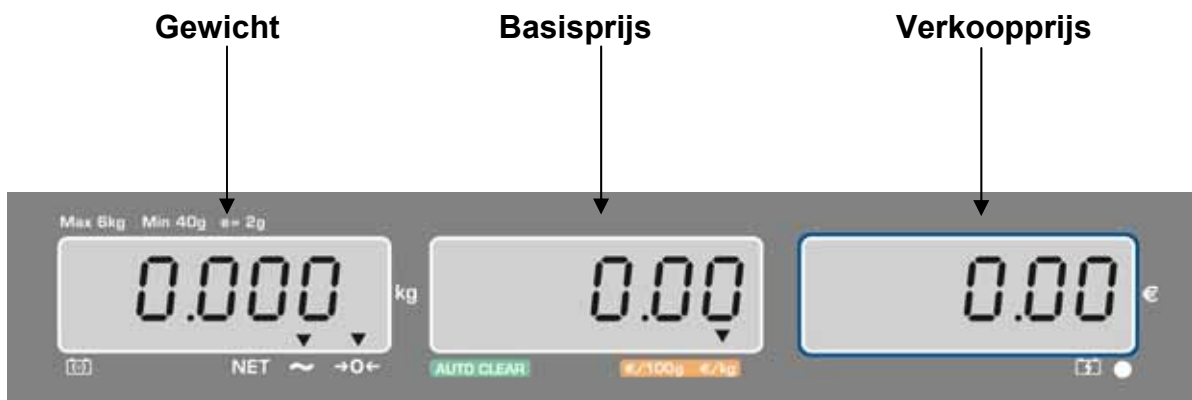 Gewicht Basisprijs Verkoopprijs
Max 6kg Min 40g e= 2g
0.000 kg 0.00 0.00 €
NET ~ →0← AUTO CLEAR €/100g €/kg